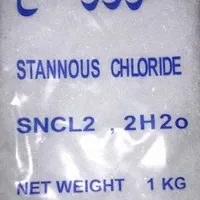 STANNOUS CHLORIDE
SNCL2 , 2H2o
NET WEIGHT 1 KG